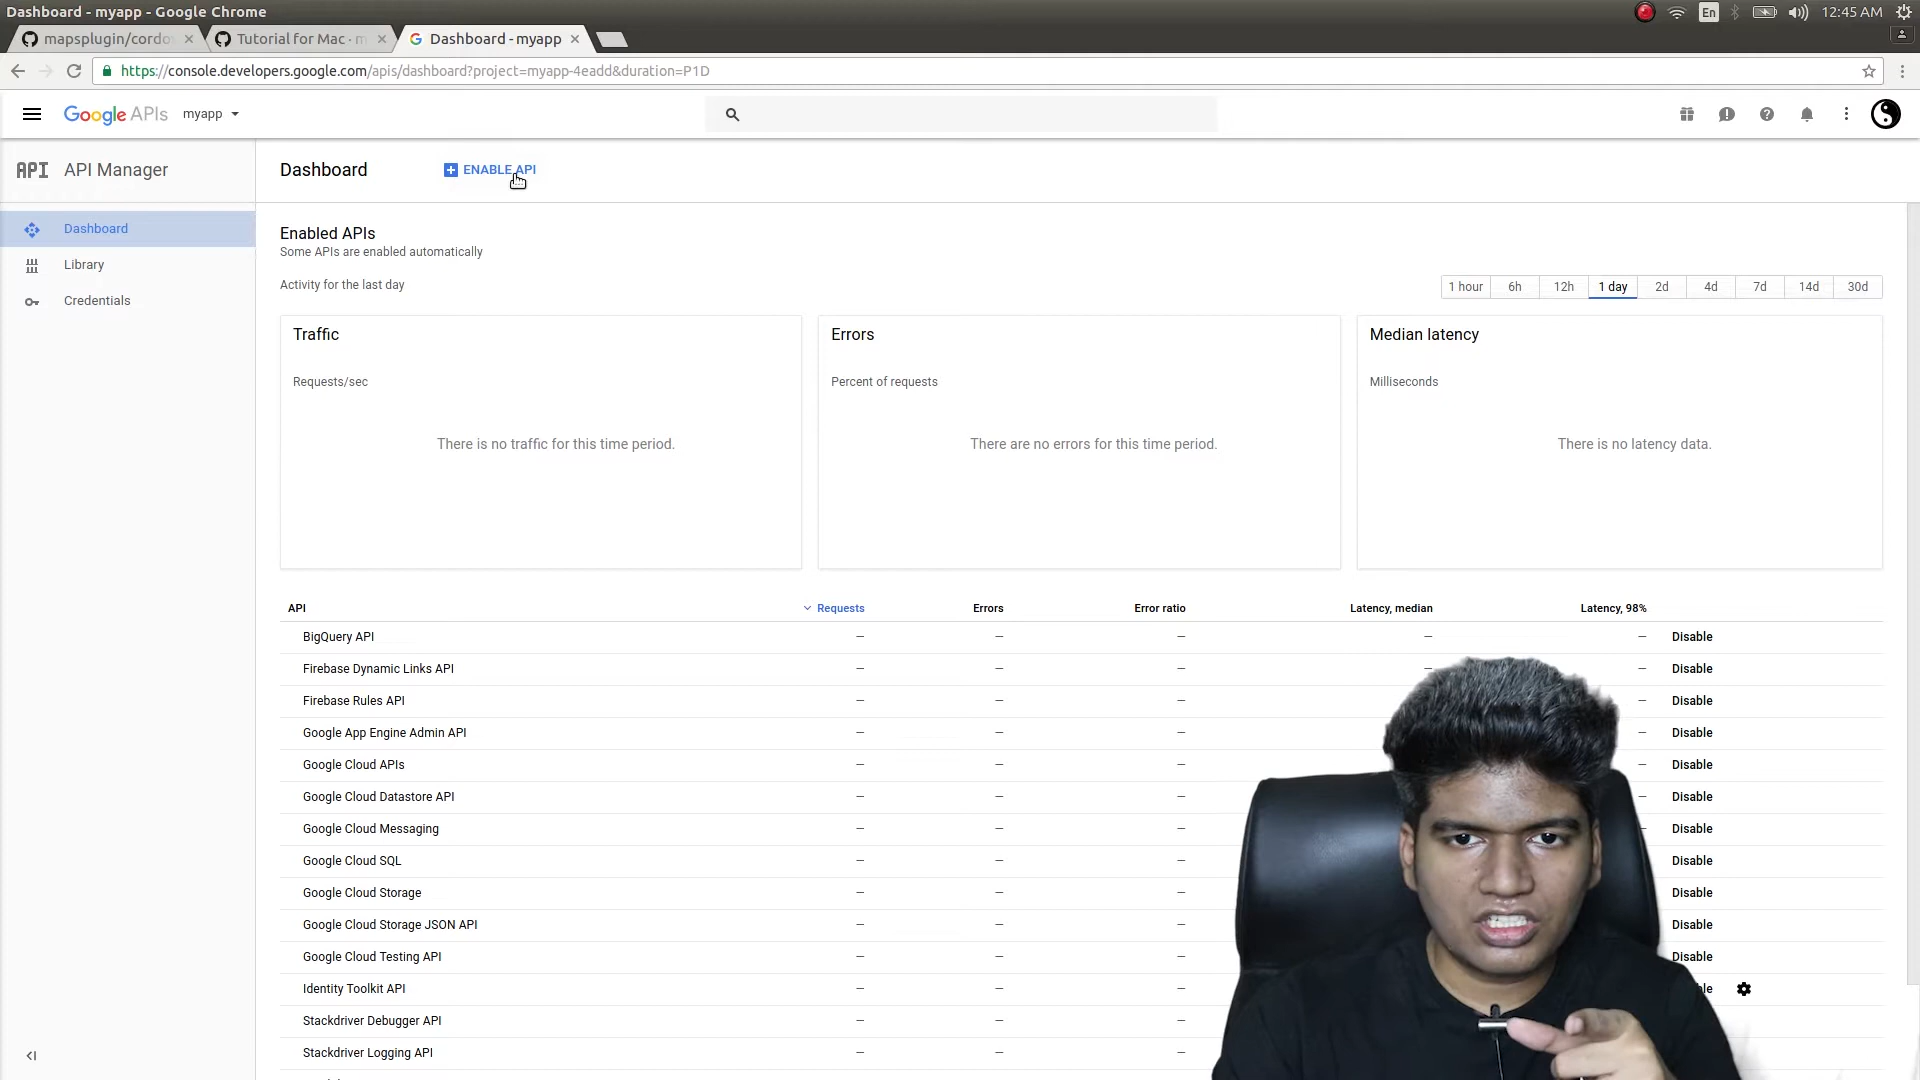 Dashboard - myapp - Google Chrome
En
12:45 AM
mapsplugin/cordo
Tutorial for Mac · m
Dashboard - myapp
https://console.developers.google.com/apis/dashboard?project=myapp-4eadd&duration=P1D
Google APIs
myapp
API API Manager
Dashboard
ENABLE API
Dashboard
Library
Credentials
Enabled APIs
Some APIs are enabled automatically
Activity for the last day
1 hour 6h 12h 1 day 2d 4d 7d 14d 30d
Traffic
Requests/sec
There is no traffic for this time period.
Errors
Percent of requests
There are no errors for this time period.
Median latency
Milliseconds
There is no latency data.
API Requests Errors Error ratio Latency, median Latency, 98%
BigQuery API – – – – – Disable
Firebase Dynamic Links API – – – – – Disable
Firebase Rules API – – – – Disable
Google App Engine Admin API – – – – Disable
Google Cloud APIs – – – – Disable
Google Cloud Datastore API – – – – Disable
Google Cloud Messaging – – – – Disable
Google Cloud SQL – – – Disable
Google Cloud Storage – – – Disable
Google Cloud Storage JSON API – – – Disable
Google Cloud Testing API – – – Disable
Identity Toolkit API – – – ble
Stackdriver Debugger API – – –
Stackdriver Logging API – – –